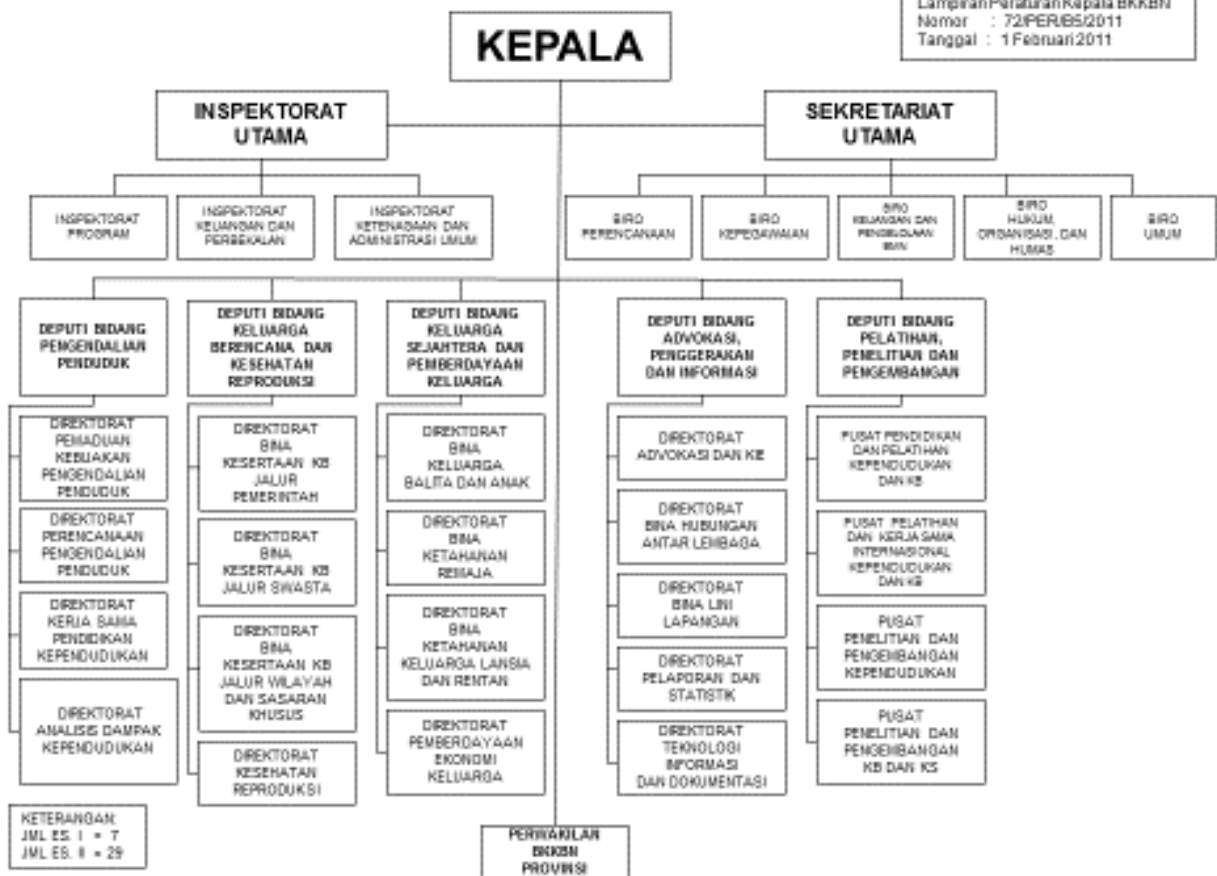 Lampiran Peraturan Kepala BKKBN
Nomor : 72/PER/B5/2011
Tanggal : 1 Februari 2011
KEPALA
INSPEKTORAT
UTAMA
SEKRETARIAT
UTAMA
INSPEKTORAT
PROGRAM
INSPEKTORAT
KEUANGAN DAN
PERBEKALAN
INSPEKTORAT
KETENAGAAN DAN
ADMINISTRASI UMUM
BIRO
PERENCANAAN
BIRO
KEPEGAWAIAN
BIRO
KEUANGAN DAN
PENGELOLAAN
BMN
BIRO
HUKUM,
ORGANISASI, DAN
HUMAS
BIRO
UMUM
DEPUTI BIDANG
PENGENDALIAN
PENDUDUK
DEPUTI BIDANG
KELUARGA
BERENCANA DAN
KESEHATAN
REPRODUKSI
DEPUTI BIDANG
KELUARGA
SEJAHTERA DAN
PEMBERDAYAAN
KELUARGA
DEPUTI BIDANG
ADVOKASI,
PENGGERAKAN
DAN INFORMASI
DEPUTI BIDANG
PELATIHAN,
PENELITIAN DAN
PENGEMBANGAN
DIREKTORAT
PEMADUAN
KEBIJAKAN
PENGENDALIAN
PENDUDUK
DIREKTORAT
PERENCANAAN
PENGENDALIAN
PENDUDUK
DIREKTORAT
KERJA SAMA
PENDIDIKAN
KEPENDUDUKAN
DIREKTORAT
ANALISIS DAMPAK
KEPENDUDUKAN
DIREKTORAT
BINA
KESERTAAN KB
JALUR
PEMERINTAH
DIREKTORAT
BINA
KESERTAAN KB
JALUR SWASTA
DIREKTORAT
BINA
KESERTAAN KB
JALUR WILAYAH
DAN SASARAN
KHUSUS
DIREKTORAT
KESEHATAN
REPRODUKSI
DIREKTORAT
BINA
KELUARGA
BALITA DAN ANAK
DIREKTORAT
BINA
KETAHANAN
REMAJA
DIREKTORAT
BINA
KETAHANAN
KELUARGA LANSIA
DAN RENTAN
DIREKTORAT
PEMBERDAYAAN
EKONOMI
KELUARGA
DIREKTORAT
ADVOKASI DAN KIE
DIREKTORAT
BINA HUBUNGAN
ANTAR LEMBAGA
DIREKTORAT
BINA LINI
LAPANGAN
DIREKTORAT
PELAPORAN DAN
STATISTIK
DIREKTORAT
TEKNOLOGI
INFORMASI
DAN DOKUMENTASI
PUSAT PENDIDIKAN
DAN PELATIHAN
KEPENDUDUKAN
DAN KB
PUSAT PELATIHAN
DAN KERJA SAMA
INTERNASIONAL
KEPENDUDUKAN
DAN KB
PUSAT
PENELITIAN DAN
PENGEMBANGAN
KEPENDUDUKAN
PUSAT
PENELITIAN DAN
PENGEMBANGAN
KB DAN KS
KETERANGAN:
JML ES. I = 7
JML ES. II = 29
PERWAKILAN
BKKBN
PROVINSI